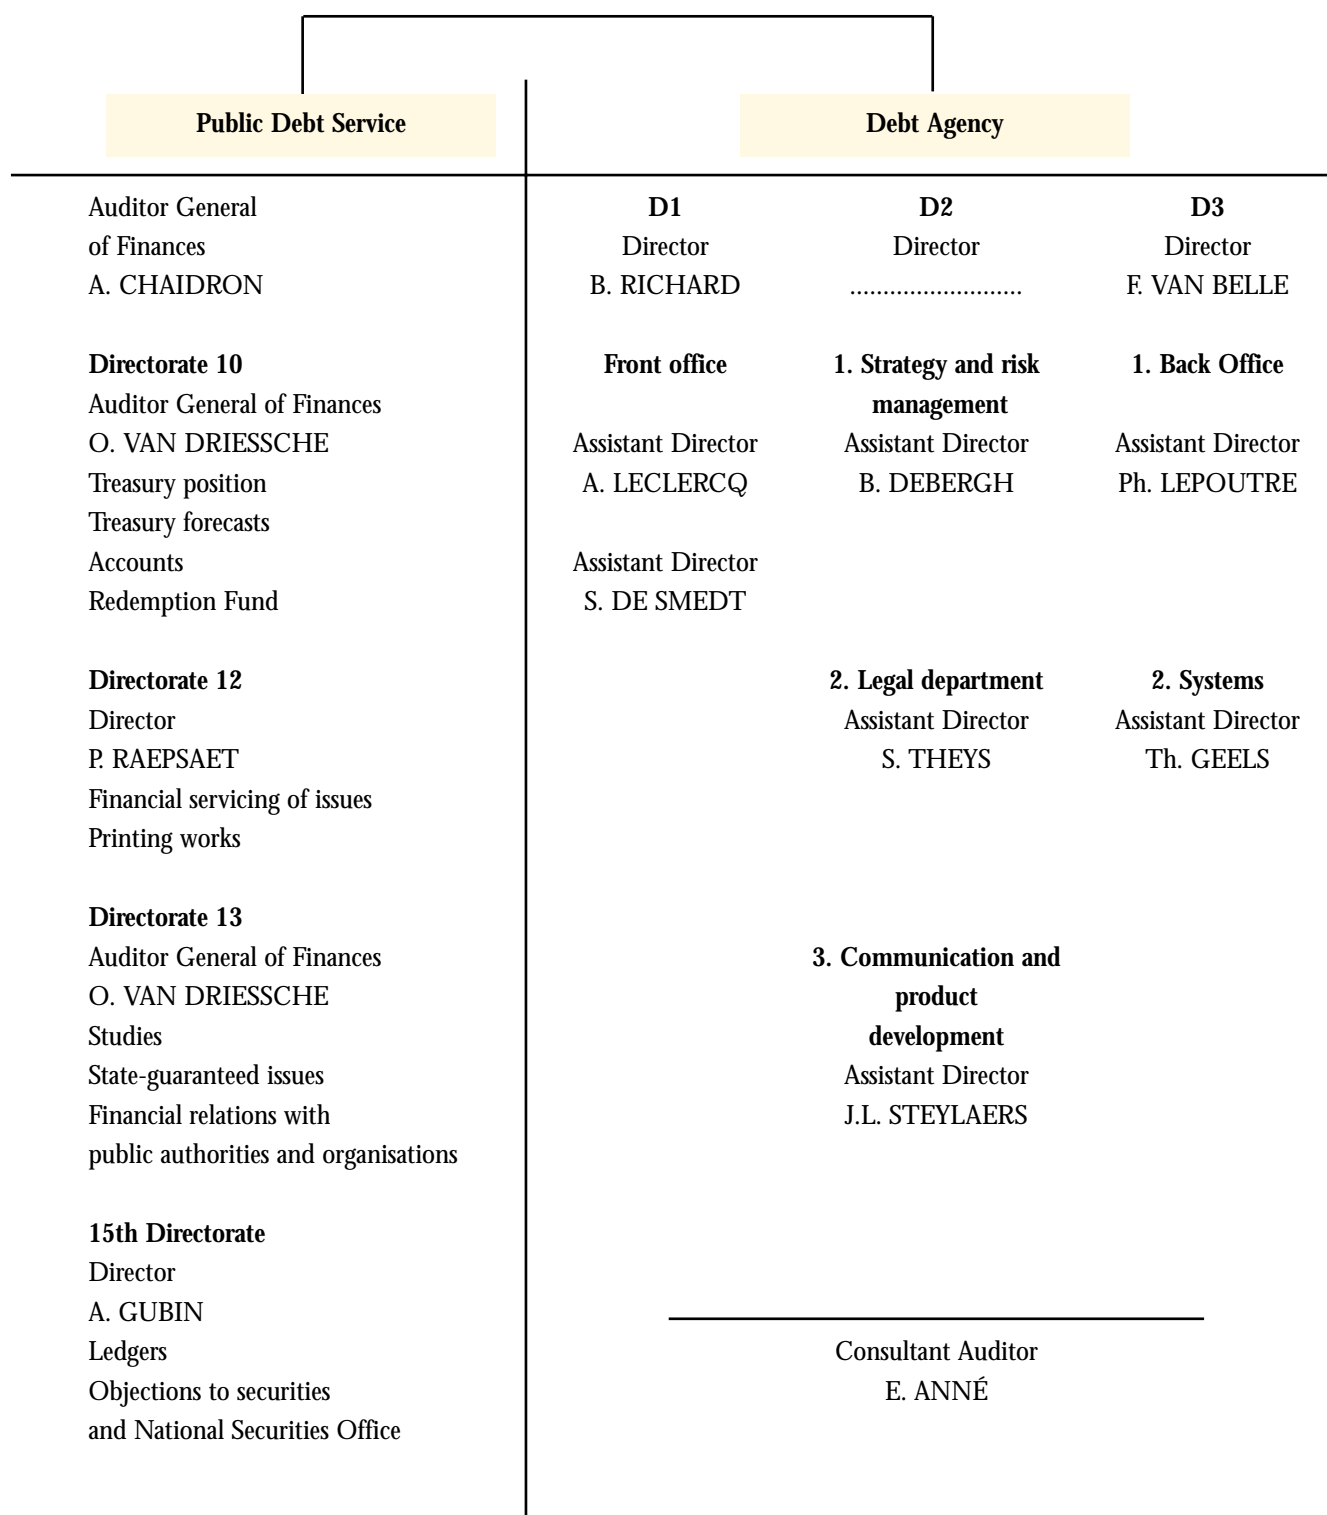 Public Debt Service
Debt Agency
Auditor General
of Finances
A. CHAIDRON
Directorate 10
Auditor General of Finances
O. VAN DRIESSCHE
Treasury position
Treasury forecasts
Accounts
Redemption Fund
Directorate 12
Director
P. RAEPSAET
Financial servicing of issues
Printing works
Directorate 13
Auditor General of Finances
O. VAN DRIESSCHE
Studies
State-guaranteed issues
Financial relations with
public authorities and organisations
15th Directorate
Director
A. GUBIN
Ledgers
Objections to securities
and National Securities Office
D1
Director
B. RICHARD
Front office
Assistant Director
A. LECLERCQ
Assistant Director
S. DE SMEDT
D2
Director
..........................
1. Strategy and risk
management
Assistant Director
B. DEBERGH
2. Legal department
Assistant Director
S. THEYS
3. Communication and
product
development
Assistant Director
J.L. STEYLAERS
D3
Director
F. VAN BELLE
1. Back Office
Assistant Director
Ph. LEPOUTRE
2. Systems
Assistant Director
Th. GEELS
Consultant Auditor
E. ANNÉ